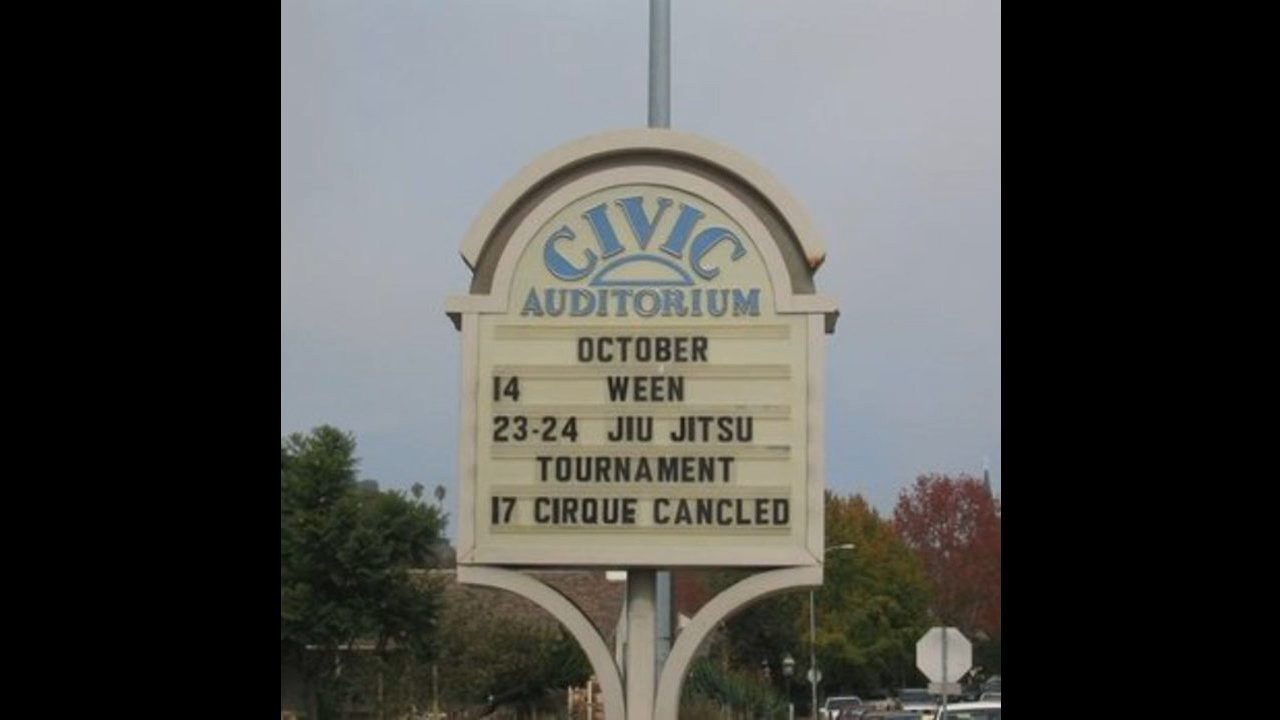 CIVIC
AUDITORIUM
OCTOBER
14 WEEN
23-24 JIU JITSU
TOURNAMENT
17 CIRQUE CANCLED